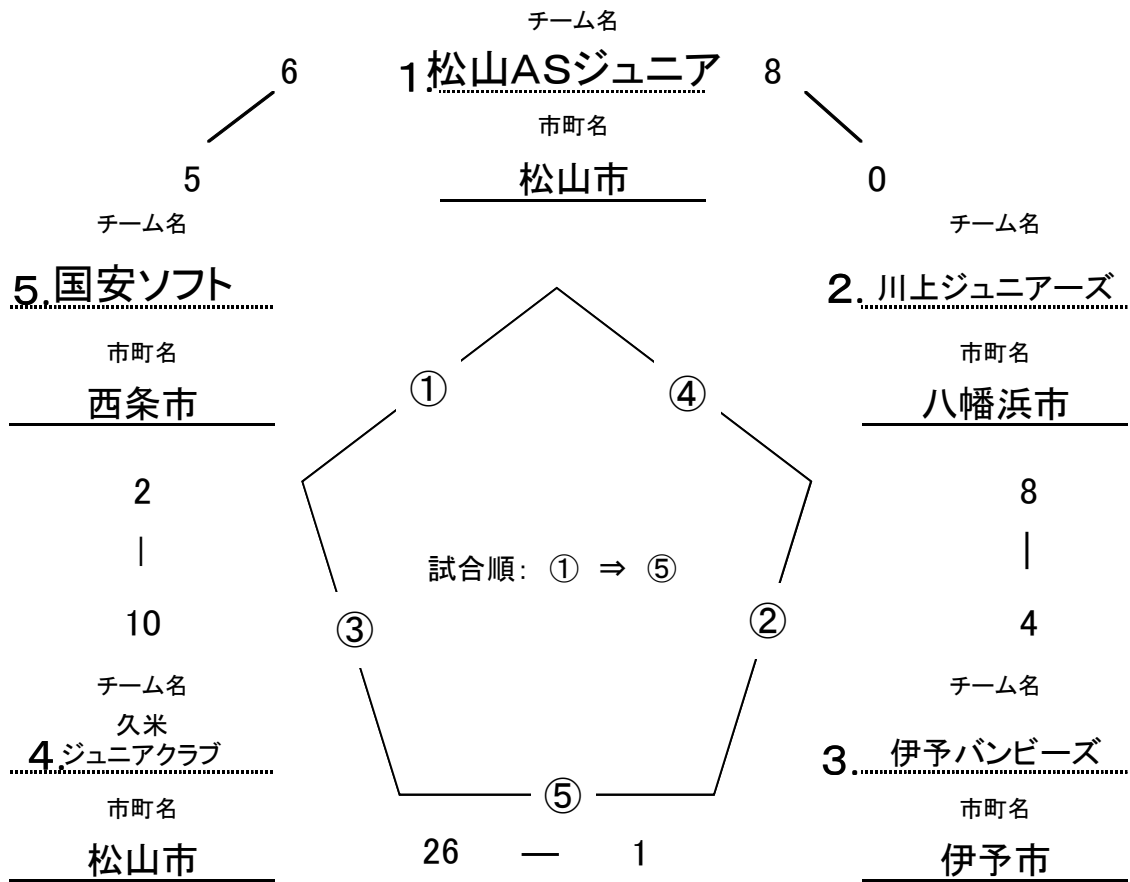 チーム名
6 1.松山ASジュニア 8
市町名
5 松山市 0
チーム名 チーム名
5.国安ソフト 2.川上ジュニアーズ
市町名 市町名
① ④
西条市 八幡浜市
2 8
| |
試合順： ① ⇒ ⑤
10 ③ ② 4
チーム名 チーム名
久米
4.ジュニアクラブ 3.伊予バンビーズ
⑤
市町名 市町名
松山市 26 ― 1 伊予市